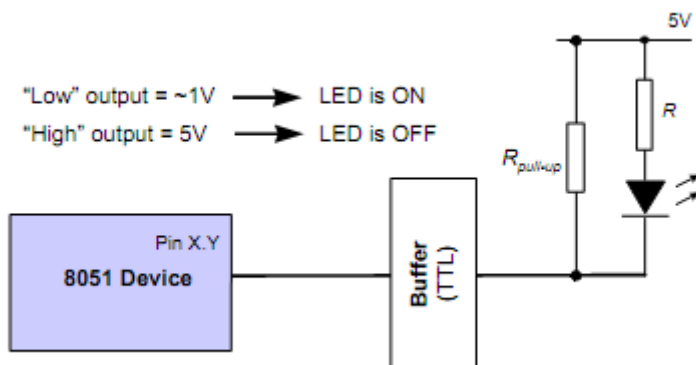 5V
“Low” output = ~1V LED is ON
“High” output = 5V LED is OFF
R
Rpull-up
Pin X.Y
8051 Device
Buffer
(TTL)